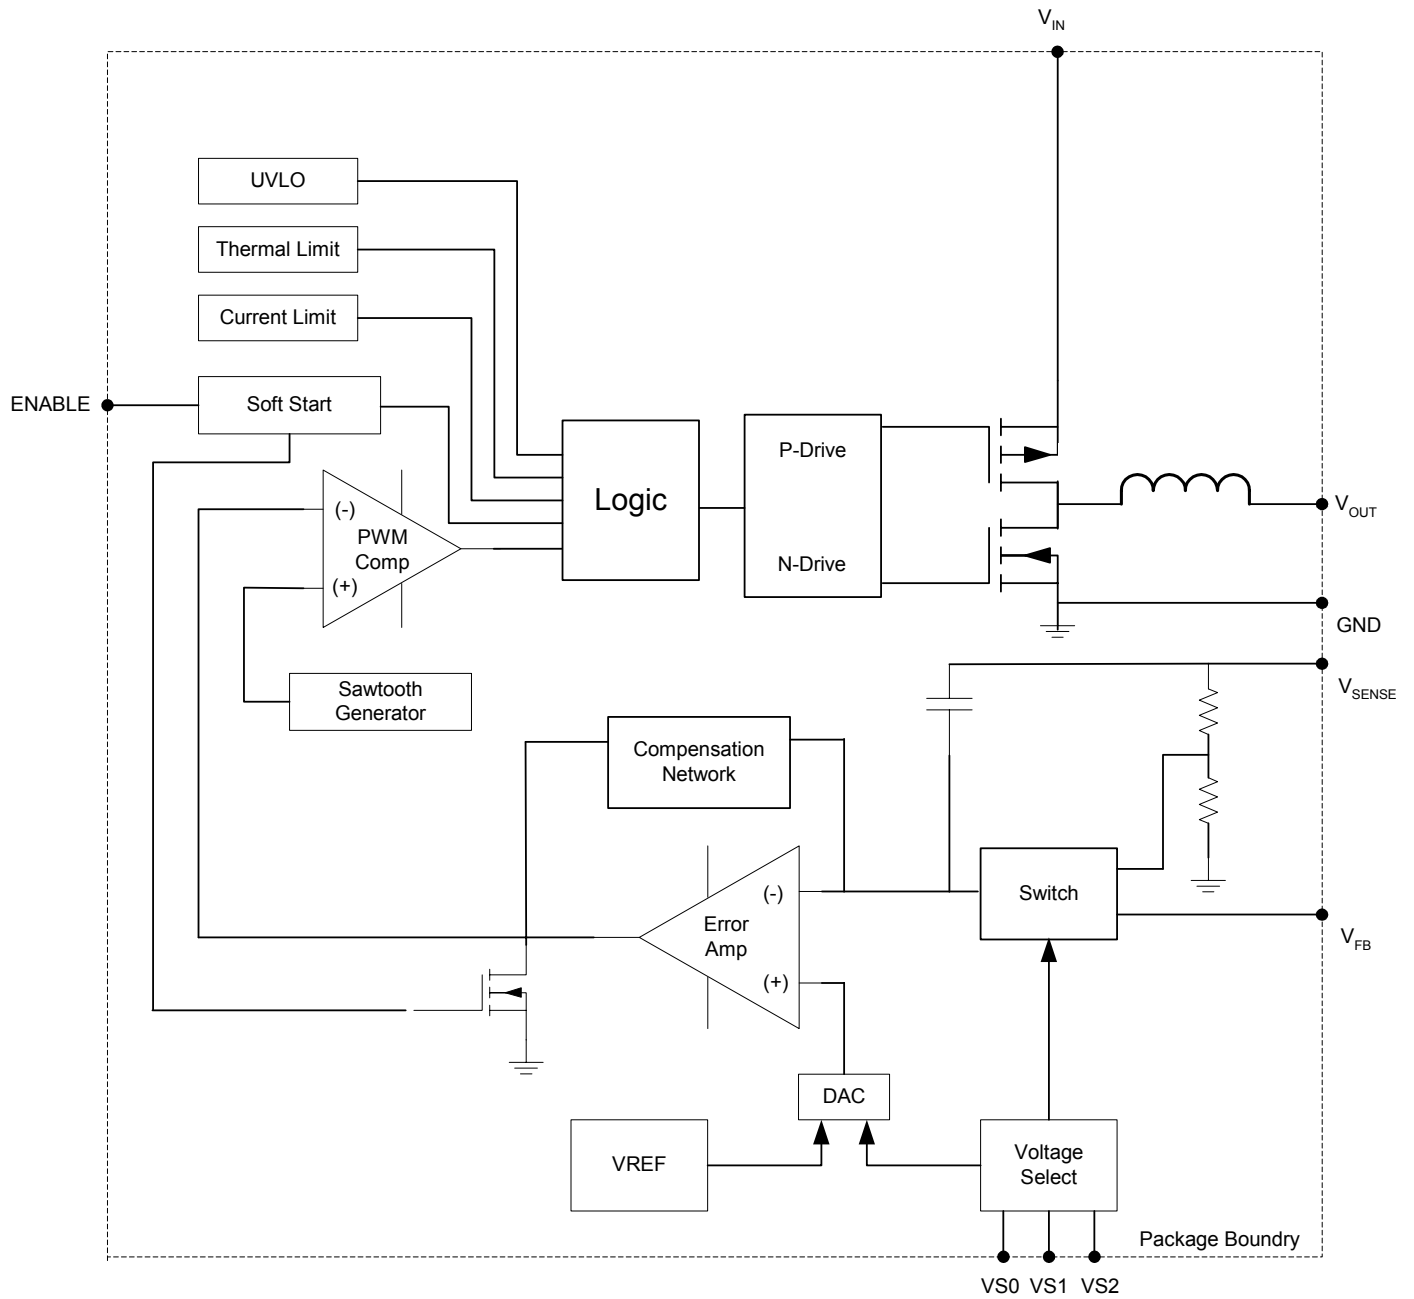 VIN
UVLO
Thermal Limit
Current Limit
ENABLE
Soft Start
P-Drive
Logic
N-Drive
(-)
PWM
Comp
(+)
VOUT
GND
VSENSE
Sawtooth
Generator
Compensation
Network
Switch
(-)
Error
Amp
(+)
VFB
DAC
VREF
Voltage
Select
Package Boundry
VS0
VS1
VS2